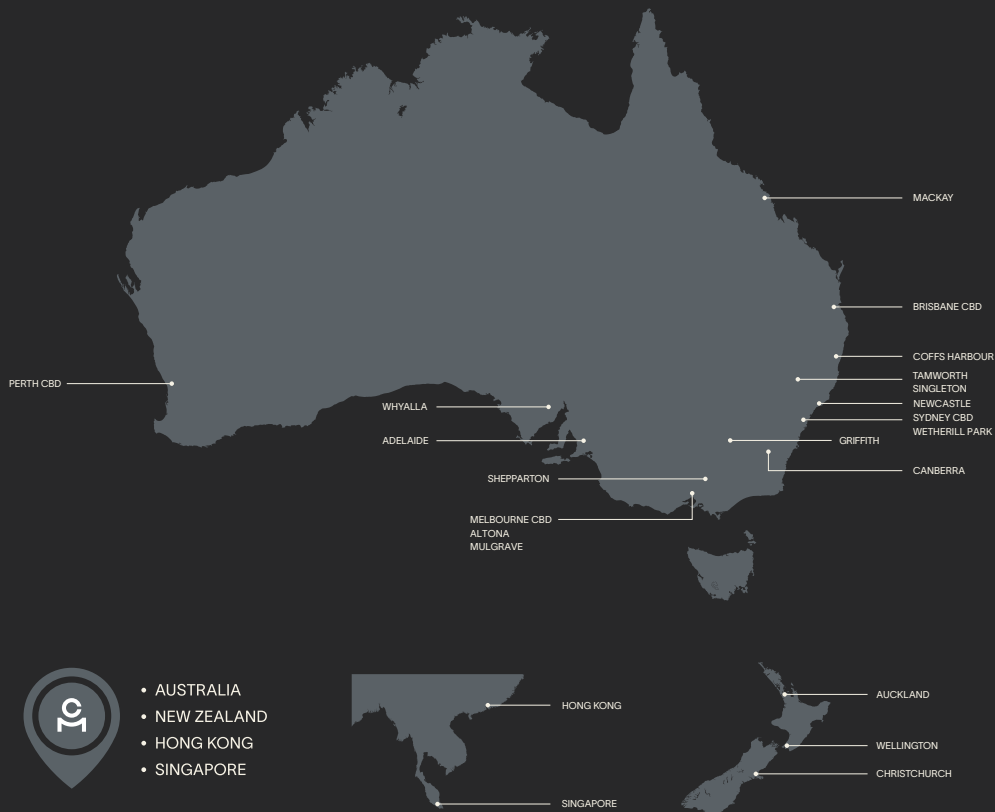 MACKAY
BRISBANE CBD
COFFS HARBOUR
TAMWORTH
SINGLETON
NEWCASTLE
SYDNEY CBD
WETHERILL PARK
GRIFFITH
CANBERRA
PERTH CBD
WHYALLA
ADELAIDE
SHEPPARTON
MELBOURNE CBD
ALTONA
MULGRAVE
• AUSTRALIA
• NEW ZEALAND
• HONG KONG
• SINGAPORE
HONG KONG
SINGAPORE
AUCKLAND
WELLINGTON
CHRISTCHURCH